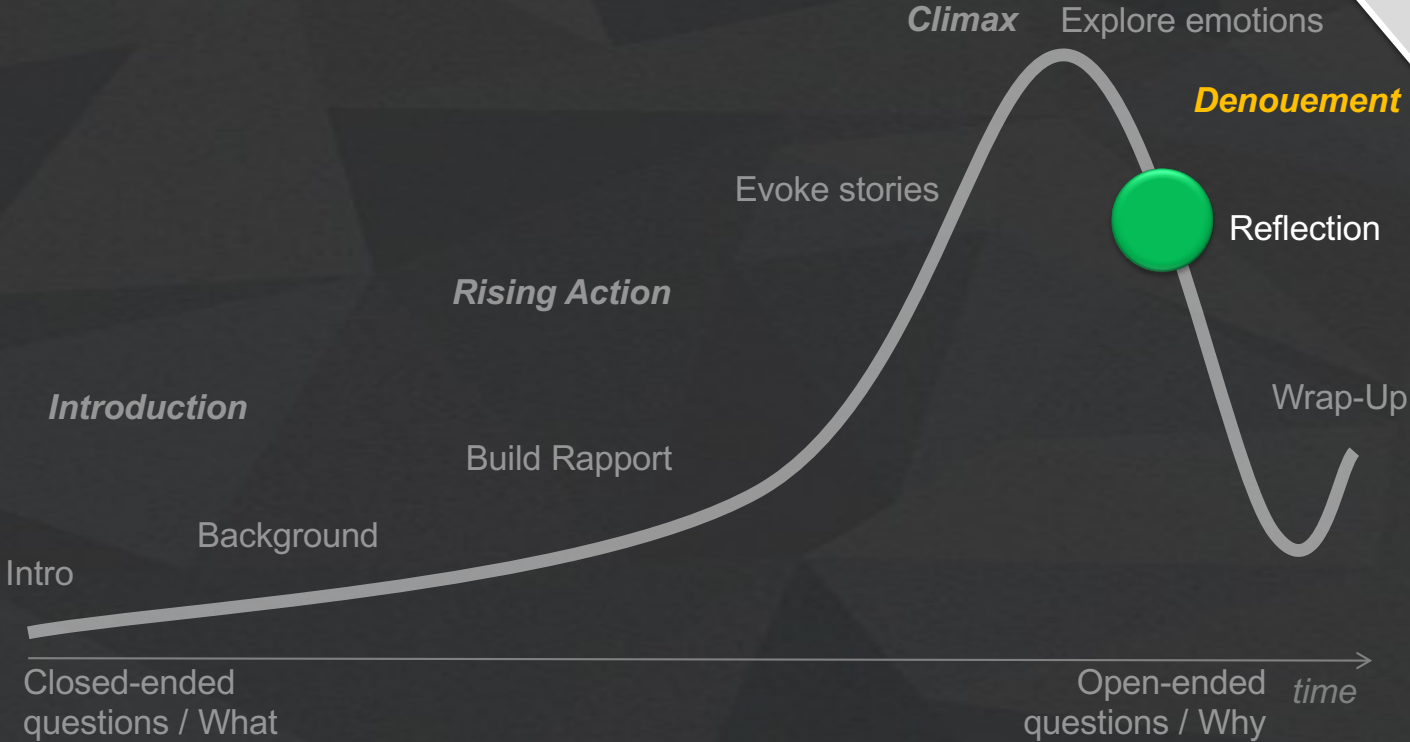 Climax
Explore emotions
Denouement
Evoke stories
Reflection
Rising Action
Introduction
Wrap-Up
Build Rapport
Background
Intro
Closed-ended
questions / What
Open-ended
questions / Why
time